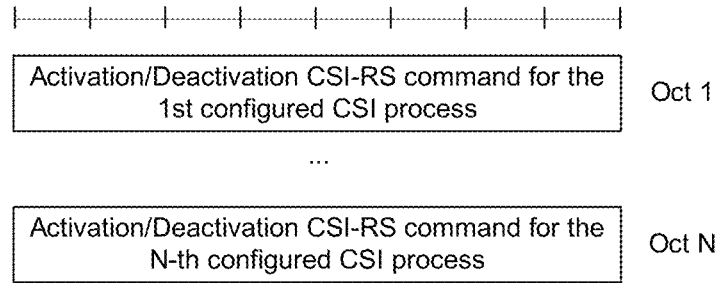 Activation/Deactivation CSI-RS command for the
1st configured CSI process
Oct 1
...
Activation/Deactivation CSI-RS command for the
N-th configured CSI process
Oct N